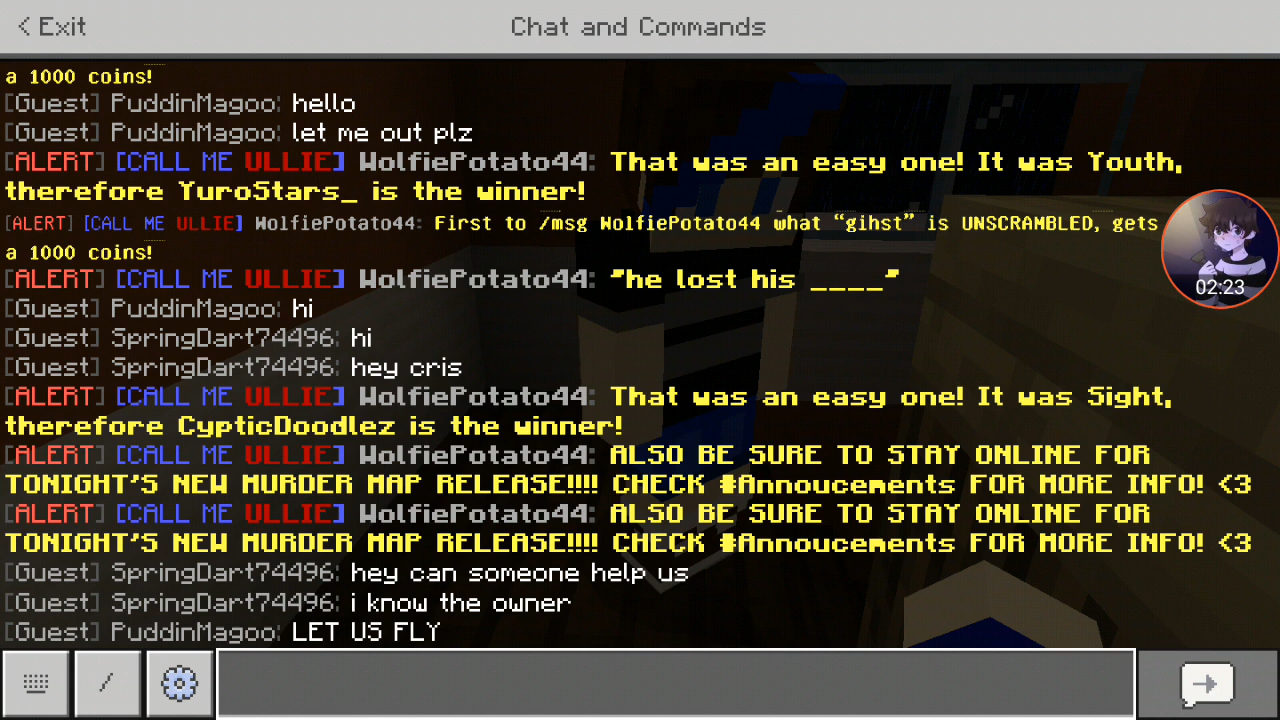 < Exit
Chat and Commands
a 1000 coins!
[Guest] PuddinMagoo: hello
[Guest] PuddinMagoo: let me out plz
[ALERT] [CALL ME ULLIE] WolfiePotato44: That was an easy one! It was Youth,
therefore YuroStars_ is the winner!
[ALERT] [CALL ME ULLIE] WolfiePotato44: First to /msg WolfiePotato44 what “gihst” is UNSCRAMBLED, gets
a 1000 coins!
[ALERT] [CALL ME ULLIE] WolfiePotato44: "he lost his ____"
[Guest] PuddinMagoo: hi
[Guest] SpringDart74496: hi
[Guest] SpringDart74496: hey cris
[ALERT] [CALL ME ULLIE] WolfiePotato44: That was an easy one! It was Sight,
therefore CypticDoodlez is the winner!
[ALERT] [CALL ME ULLIE] WolfiePotato44: ALSO BE SURE TO STAY ONLINE FOR
TONIGHT'S NEW MURDER MAP RELEASE!!!! CHECK #Annoucements FOR MORE INFO! <3
[ALERT] [CALL ME ULLIE] WolfiePotato44: ALSO BE SURE TO STAY ONLINE FOR
TONIGHT'S NEW MURDER MAP RELEASE!!!! CHECK #Annoucements FOR MORE INFO! <3
[Guest] SpringDart74496: hey can someone help us
[Guest] SpringDart74496: i know the owner
[Guest] PuddinMagoo: LET US FLY
02:23
/